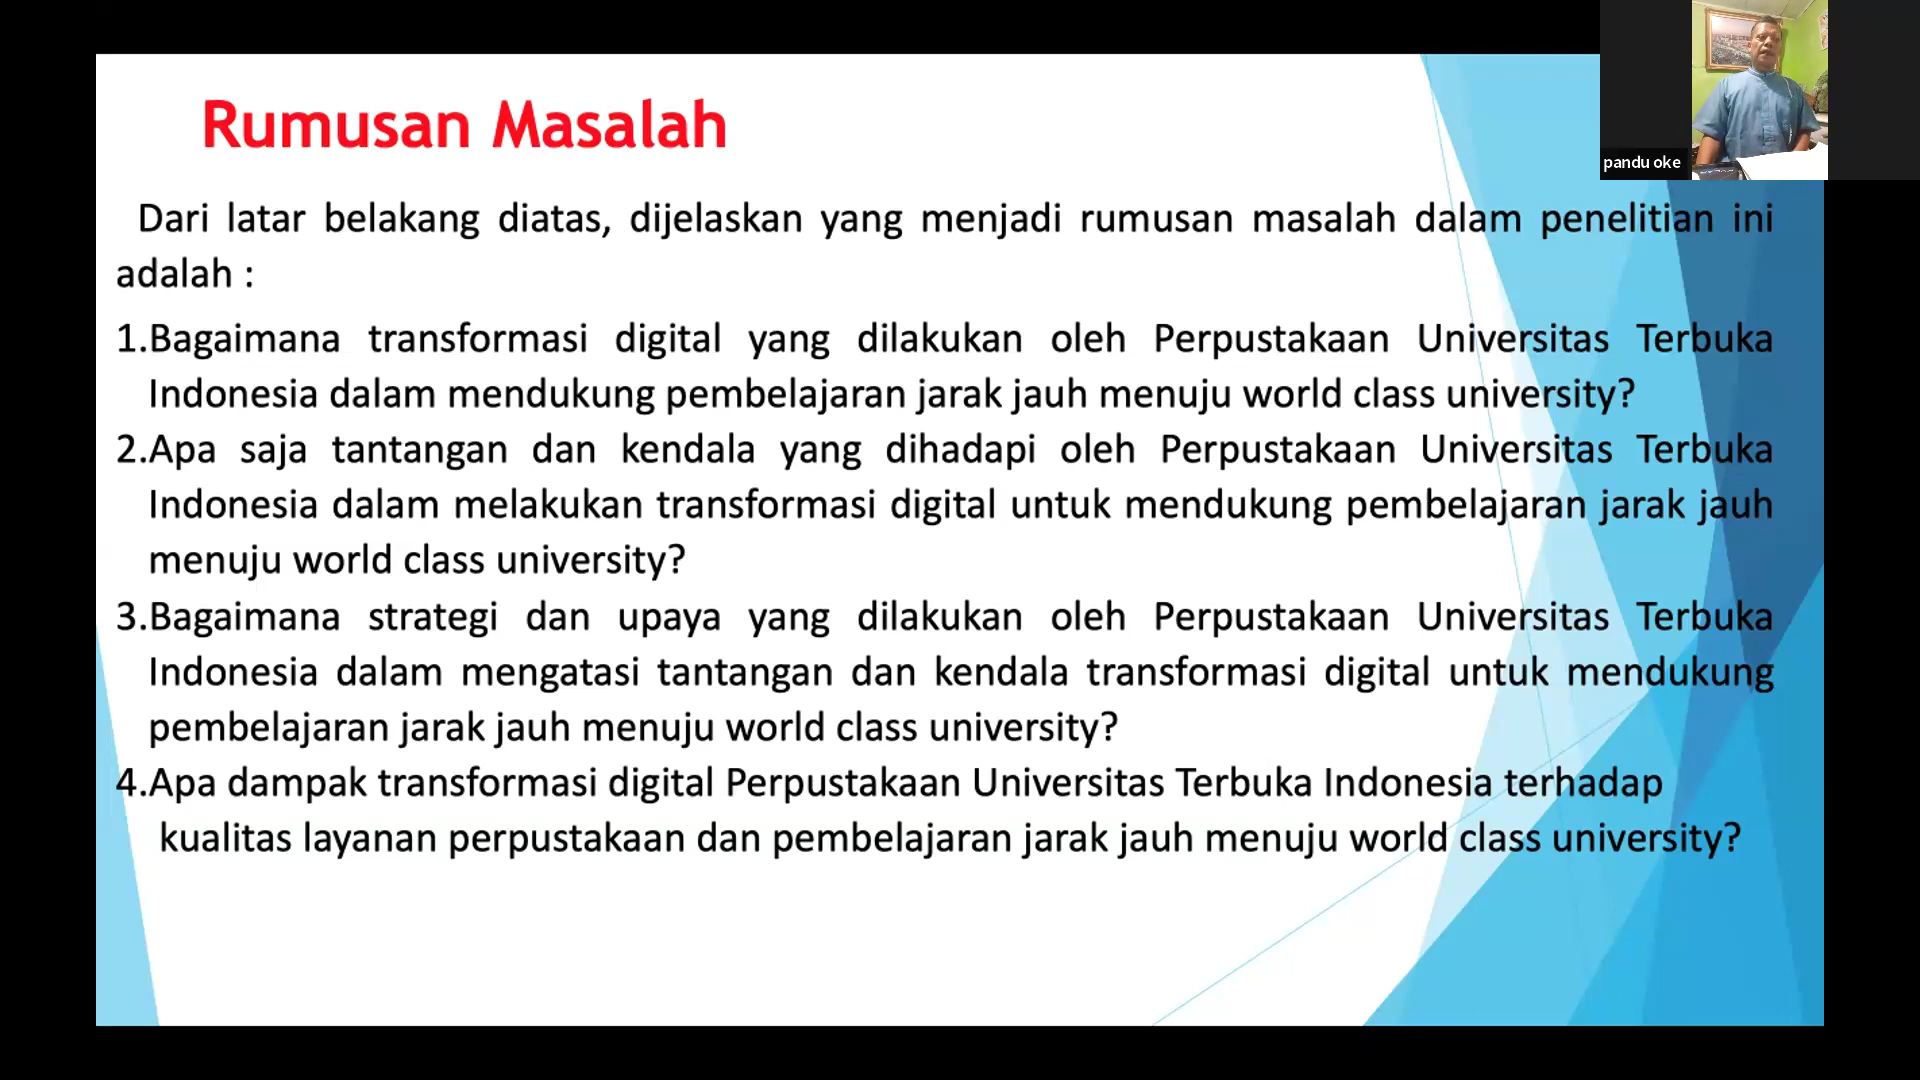 Rumusan Masalah
pandu oke
Dari latar belakang diatas, dijelaskan yang menjadi rumusan masalah dalam penelitian ini
adalah :
1.Bagaimana transformasi digital yang dilakukan oleh Perpustakaan Universitas Terbuka
Indonesia dalam mendukung pembelajaran jarak jauh menuju world class university?
2.Apa saja tantangan dan kendala yang dihadapi oleh Perpustakaan Universitas Terbuka
Indonesia dalam melakukan transformasi digital untuk mendukung pembelajaran jarak jauh
menuju world class university?
3.Bagaimana strategi dan upaya yang dilakukan oleh Perpustakaan Universitas Terbuka
Indonesia dalam mengatasi tantangan dan kendala transformasi digital untuk mendukung
pembelajaran jarak jauh menuju world class university?
4.Apa dampak transformasi digital Perpustakaan Universitas Terbuka Indonesia terhadap
kualitas layanan perpustakaan dan pembelajaran jarak jauh menuju world class university?